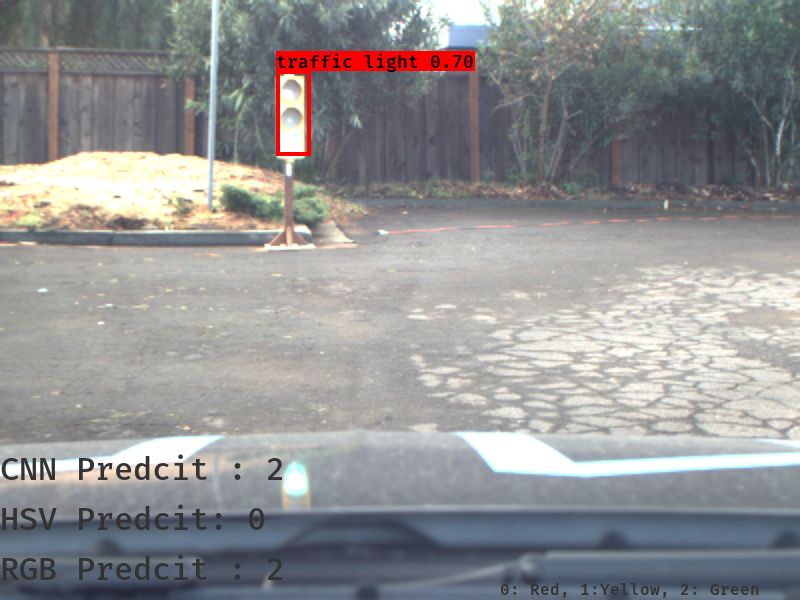 traffic light 0.70
CNN Predcit : 2
HSV Predcit: 0
RGB Predcit : 2
0: Red, 1:Yellow, 2: Green